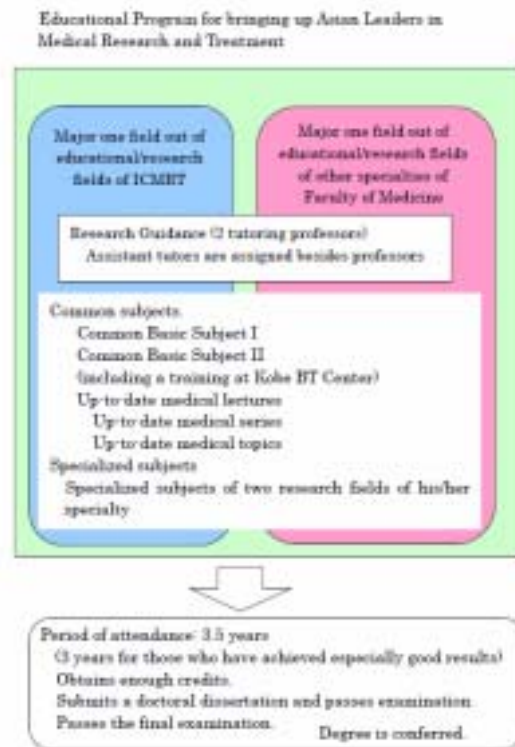 Educational Program for bringing up Asian Leaders in
Medical Research and Treatment
Major one field out of
educational/research
fields of ICMRT
Major one field out of
educational/research fields
of other specialties of
Faculty of Medicine
Research Guidance (2 tutoring professors)
Assistant tutors are assigned besides professors
Common subjects
Common Basic Subject I
Common Basic Subject II
(including a training at Kobe BT Center)
Up-to-date medical lectures
Up-to-date medical series
Up-to-date medical topics
Specialized subjects
Specialized subjects of two research fields of his/her
specialty
Period of attendance: 3.5 years
(3 years for those who have achieved especially good results)
Obtains enough credits.
Submits a doctoral dissertation and passes examination.
Passes the final examination.
Degree is conferred.